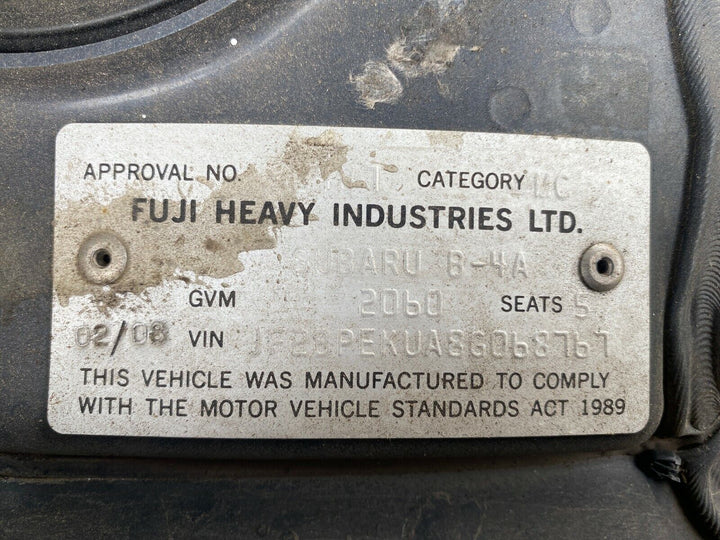 APPROVAL NO. CATEGORY MC
FUJI HEAVY INDUSTRIES LTD.
SUBARU B-4A
GVM 2060 SEATS 5
02/08 VIN
THIS VEHICLE WAS MANUFACTURED TO COMPLY
WITH THE MOTOR VEHICLE STANDARDS ACT 1989